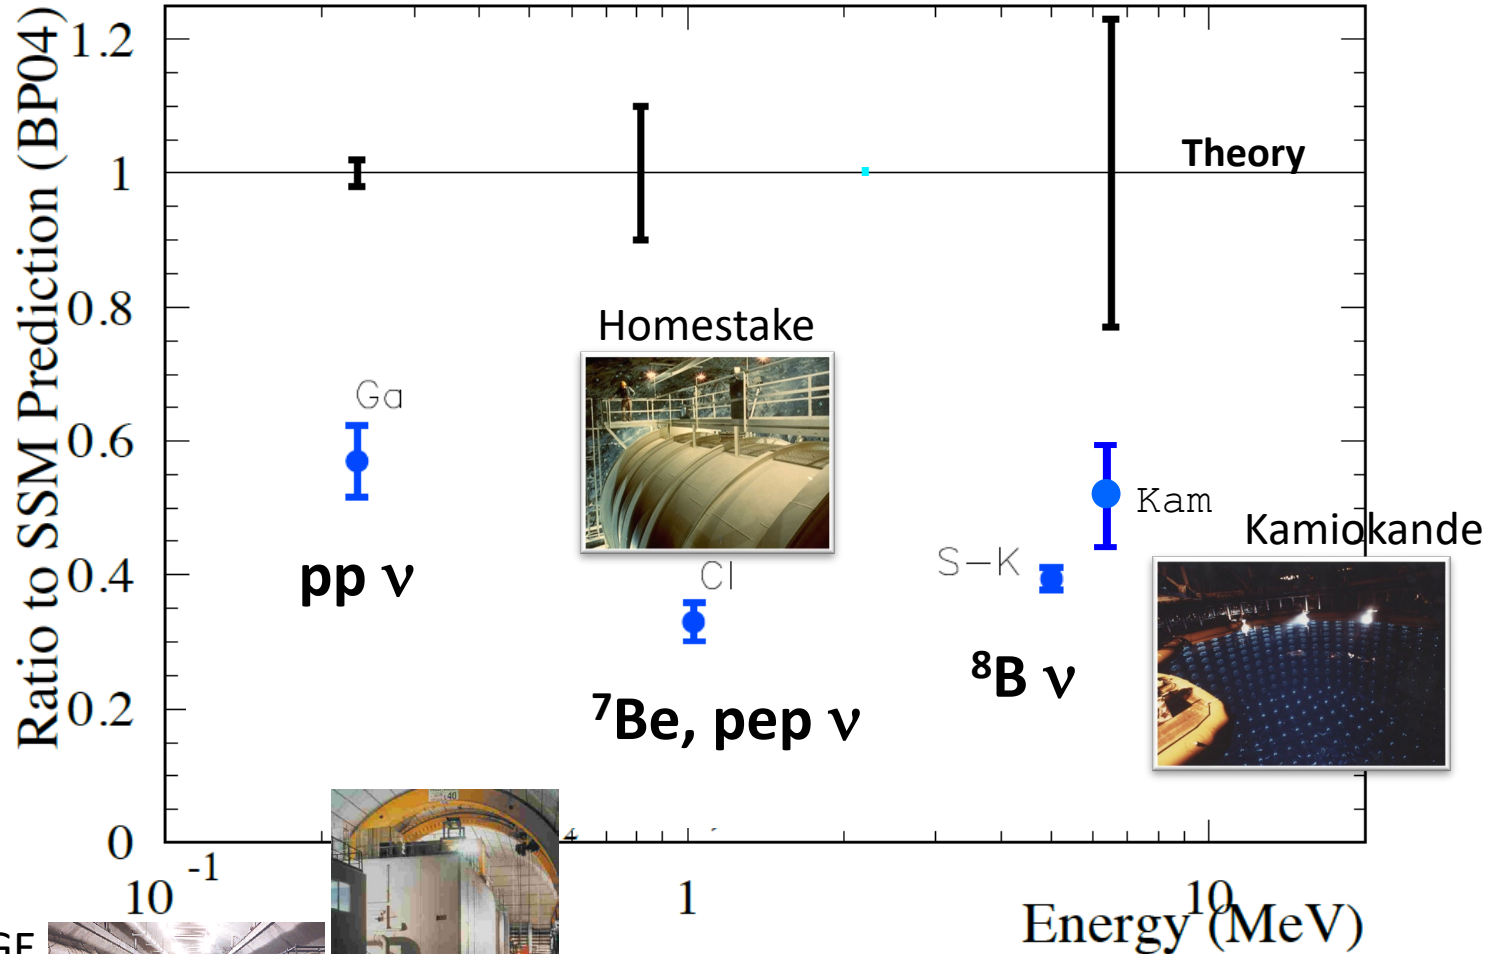 Ratio to SSM Prediction (BP04)
1.2
1
0.8
0.6
0.4
0.2
0
Theory
Homestake
Ga
Cl
S-K
Kam
Kamiokande
pp ν
⁷Be, pep ν
⁸B ν
10⁻¹
1
10
Energy (MeV)